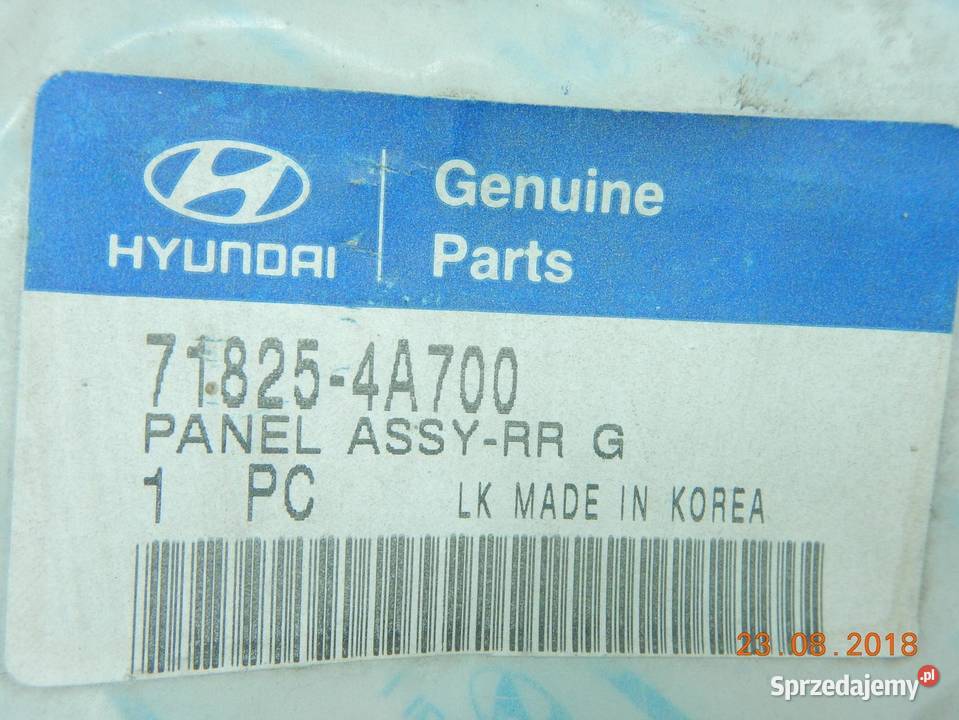 HYUNDAI
Genuine
Parts
71825-4A700
PANEL ASSY-RR G
1 PC LK MADE IN KOREA
23.08.2018
Sprzedajemy.pl